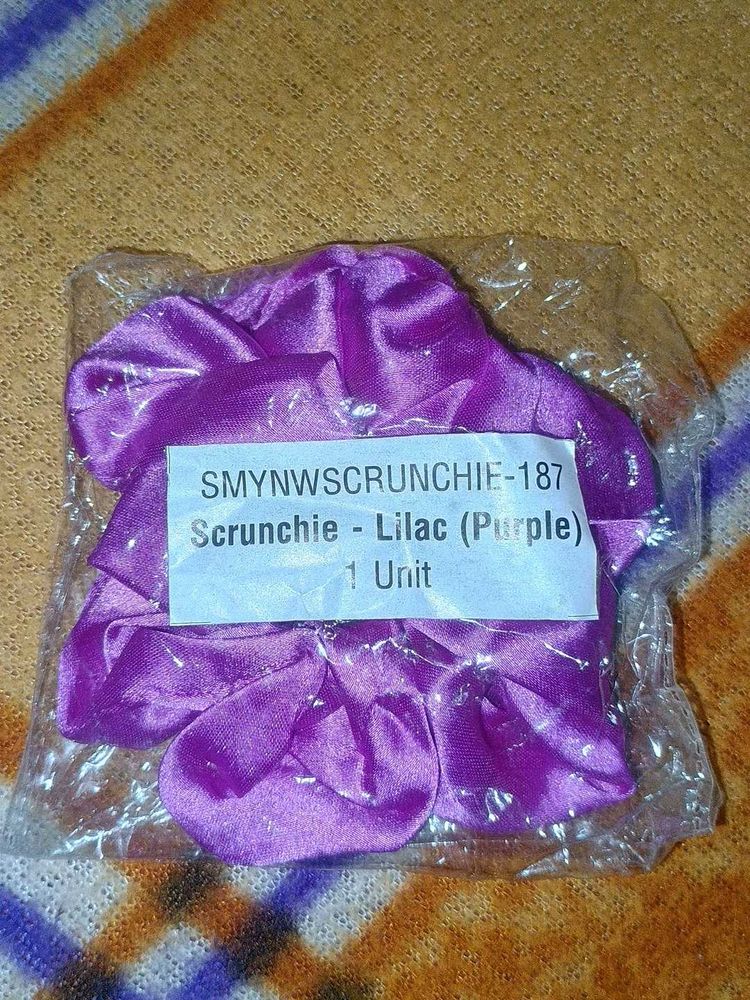 SMYNWSCRUNCHIE-187
Scrunchie - Lilac (Purple)
1 Unit